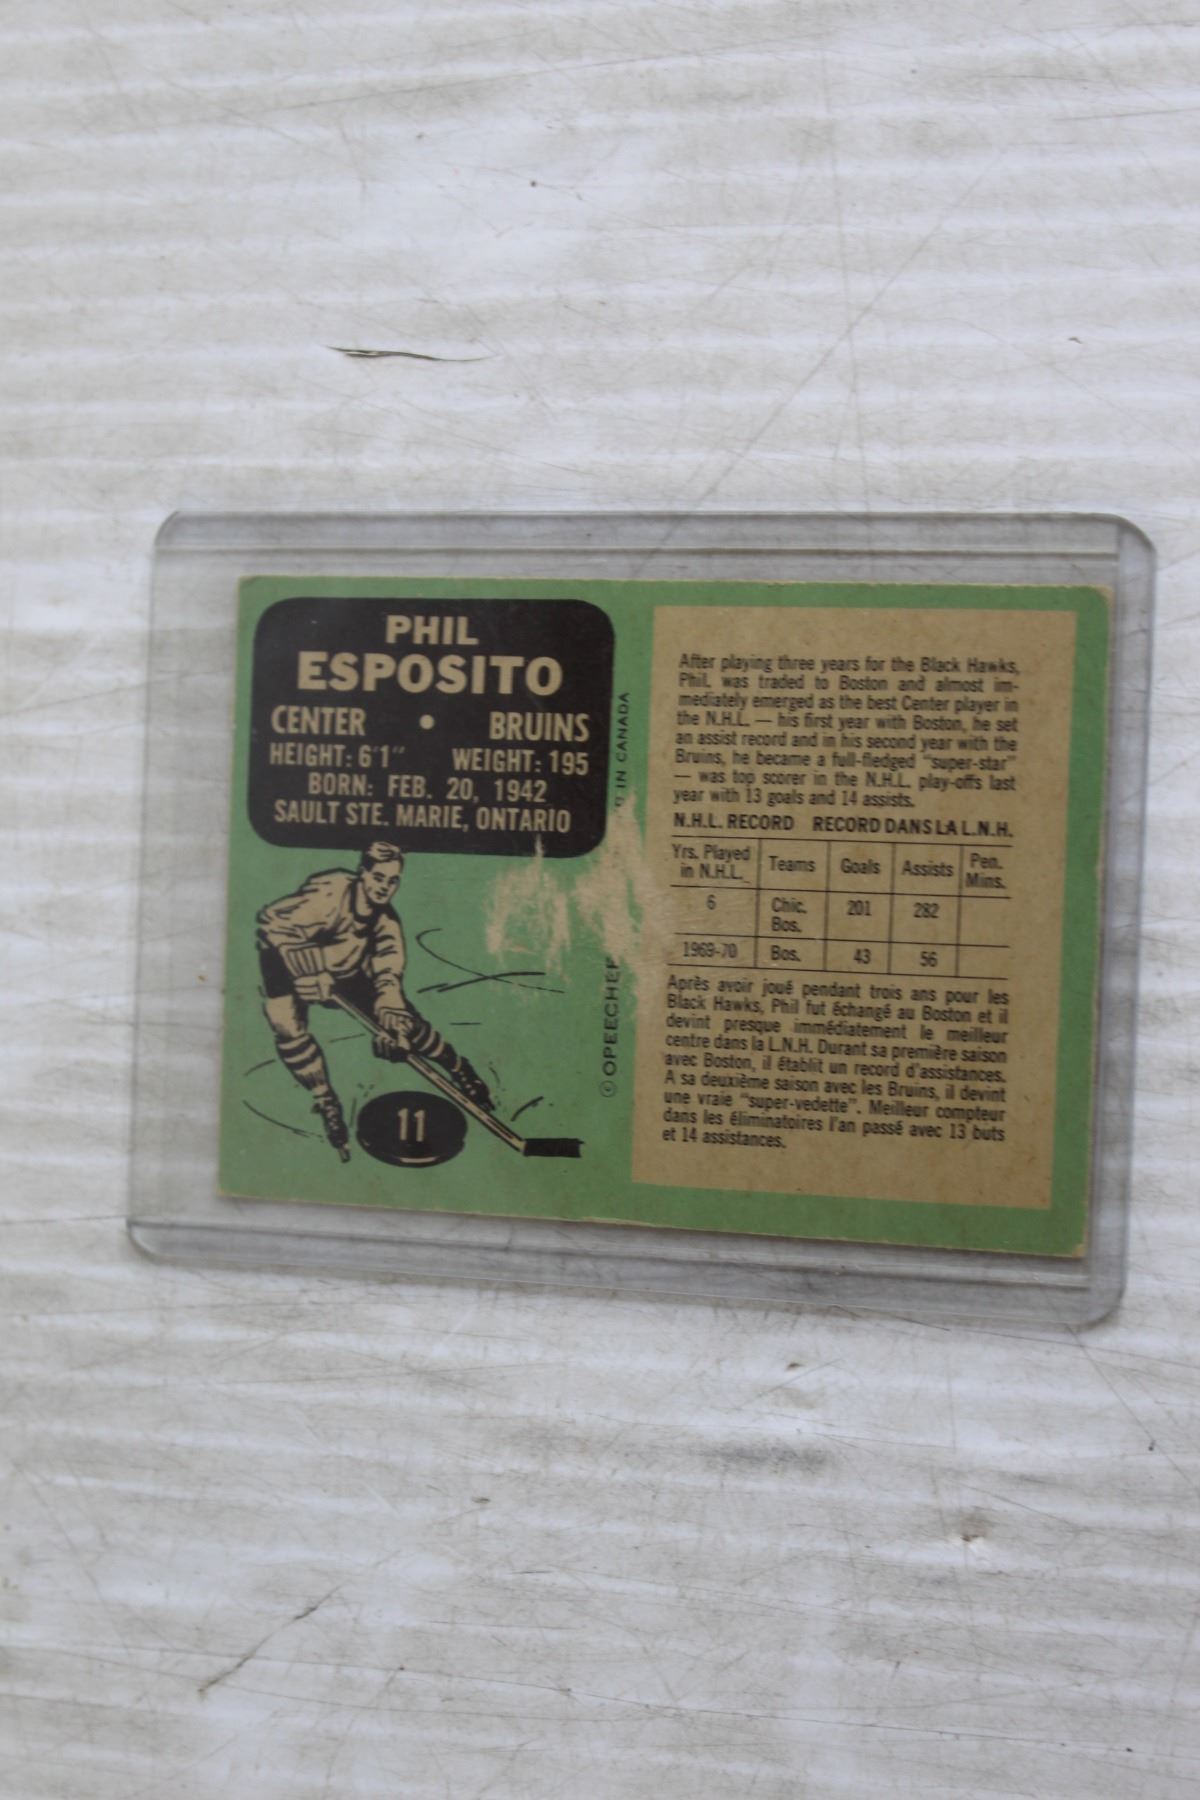 PHIL
ESPOSITO
CENTER • BRUINS
HEIGHT: 6'1" WEIGHT: 195
BORN: FEB. 20, 1942
SAULT STE. MARIE, ONTARIO
11
© OPEECHEE
IN CANADA
After playing three years for the Black Hawks,
Phil, was traded to Boston and almost im-
mediately emerged as the best Center player in
the N.H.L. — his first year with Boston, he set
an assist record and in his second year with the
Bruins, he became a full-fledged "super-star"
— was top scorer in the N.H.L. play-offs last
year with 13 goals and 14 assists.
N.H.L. RECORD RECORD DANS LA L.N.H.
Yrs. Played in N.H.L. Teams Goals Assists Pen. Mins.
6 Chic. Bos. 201 282
1969-70 Bos. 43 56
Après avoir joué pendant trois ans pour les
Black Hawks, Phil fut échangé au Boston et il
devint presque immédiatement le meilleur
centre dans la L.N.H. Durant sa première saison
avec Boston, il établit un record d'assistances.
A sa deuxième saison avec les Bruins, il devint
une vraie "super-vedette". Meilleur compteur
dans les éliminatoires l'an passé avec 13 buts
et 14 assistances.